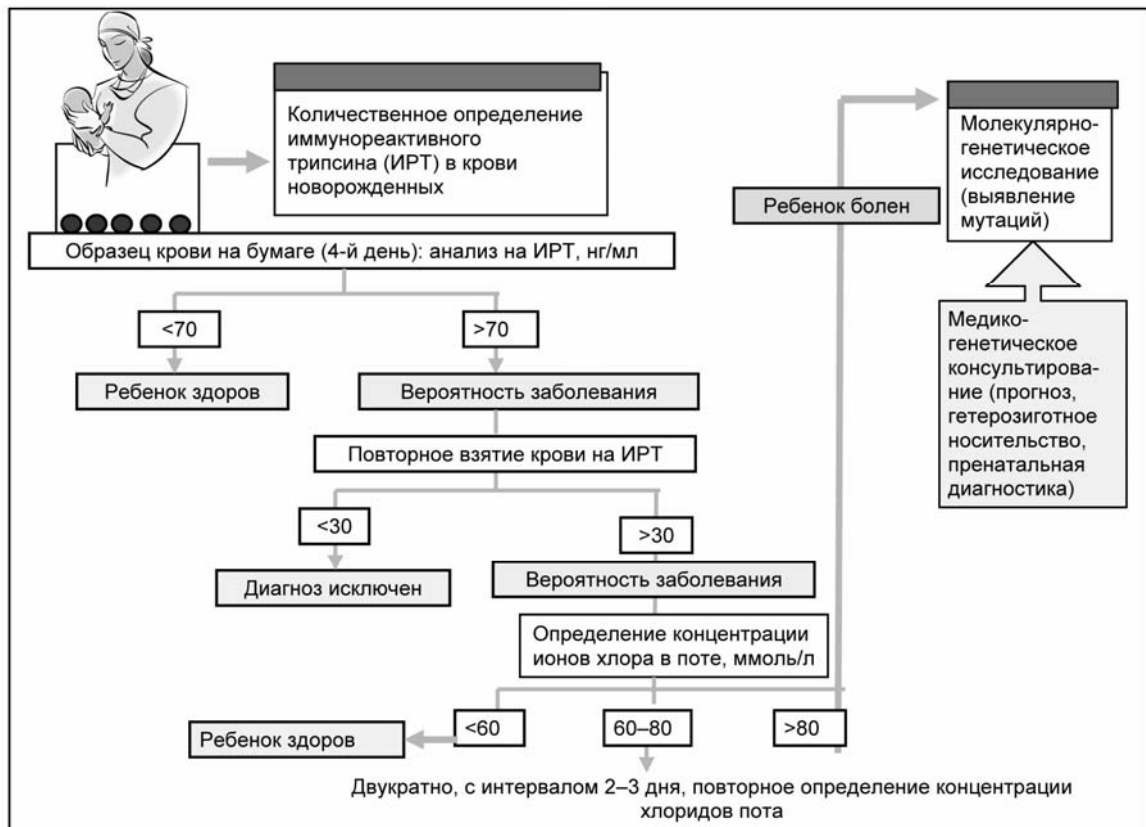 Количественное определение
иммунореактивного
трипсина (ИРТ) в крови
новорожденных
Молекулярно-
генетическое
исследование
(выявление
мутаций)
Ребенок болен
Образец крови на бумаге (4-й день): анализ на ИРТ, нг/мл
<70
>70
Ребенок здоров
Вероятность заболевания
Медико-
генетическое
консультирова-
ние (прогноз,
гетерозиготное
носительство,
пренатальная
диагностика)
Повторное взятие крови на ИРТ
<30
>30
Диагноз исключен
Вероятность заболевания
Определение концентрации
ионов хлора в поте, ммоль/л
<60
60–80
>80
Ребенок здоров
Двукратно, с интервалом 2–3 дня, повторное определение концентрации
хлоридов пота